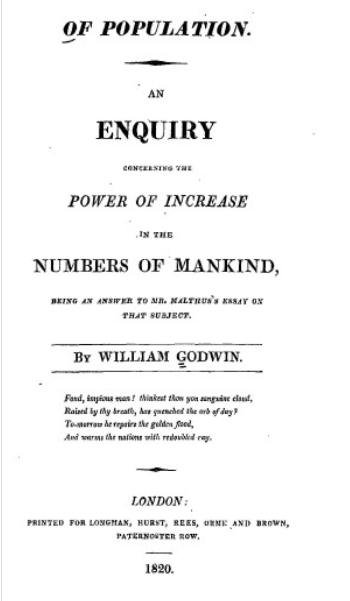 OF POPULATION.
AN
ENQUIRY
CONCERNING THE
POWER OF INCREASE
IN THE
NUMBERS OF MANKIND,
BEING AN ANSWER TO MR. MALTHUS'S ESSAY ON
THAT SUBJECT.
By WILLIAM GODWIN.
Fond, impious man! thinkest thou yon sanguine cloud,
Raised by thy breath, has quenched the orb of day?
To-morrow he repairs the golden flood,
And warms the nations with redoubled ray.
LONDON:
PRINTED FOR LONGMAN, HURST, REES, ORME AND BROWN,
PATERNOSTER ROW.
1820.